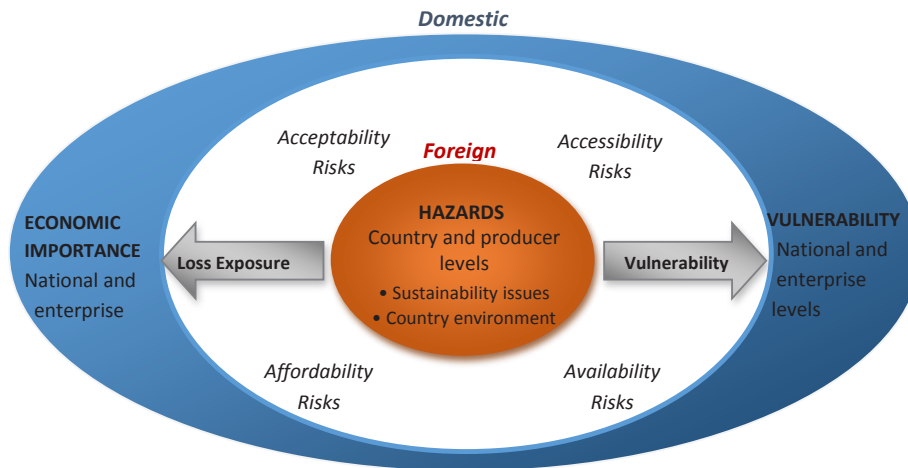 Domestic
Acceptability
Risks
Accessibility
Risks
Foreign
ECONOMIC
IMPORTANCE
National and
enterprise
Loss Exposure
HAZARDS
Country and producer
levels
• Sustainability issues
• Country environment
Vulnerability
VULNERABILITY
National and
enterprise
levels
Affordability
Risks
Availability
Risks